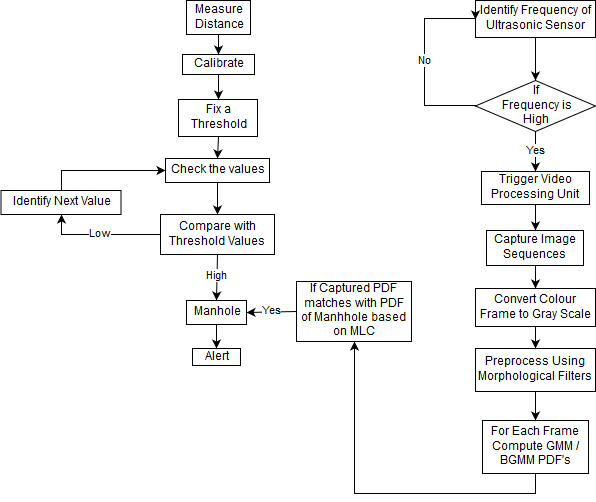 Measure
Distance
Calibrate
Fix a
Threshold
Check the values
Identify Next Value
Compare with
Threshold Values
Low
High
Manhole
Alert
Yes
If Captured PDF
matches with PDF
of Manhhole based
on MLC
Identify Frequency of
Ultrasonic Sensor
No
If
Frequency is
High
Yes
Trigger Video
Processing Unit
Capture Image
Sequences
Convert Colour
Frame to Gray Scale
Preprocess Using
Morphological Filters
For Each Frame
Compute GMM /
BGMM PDF's